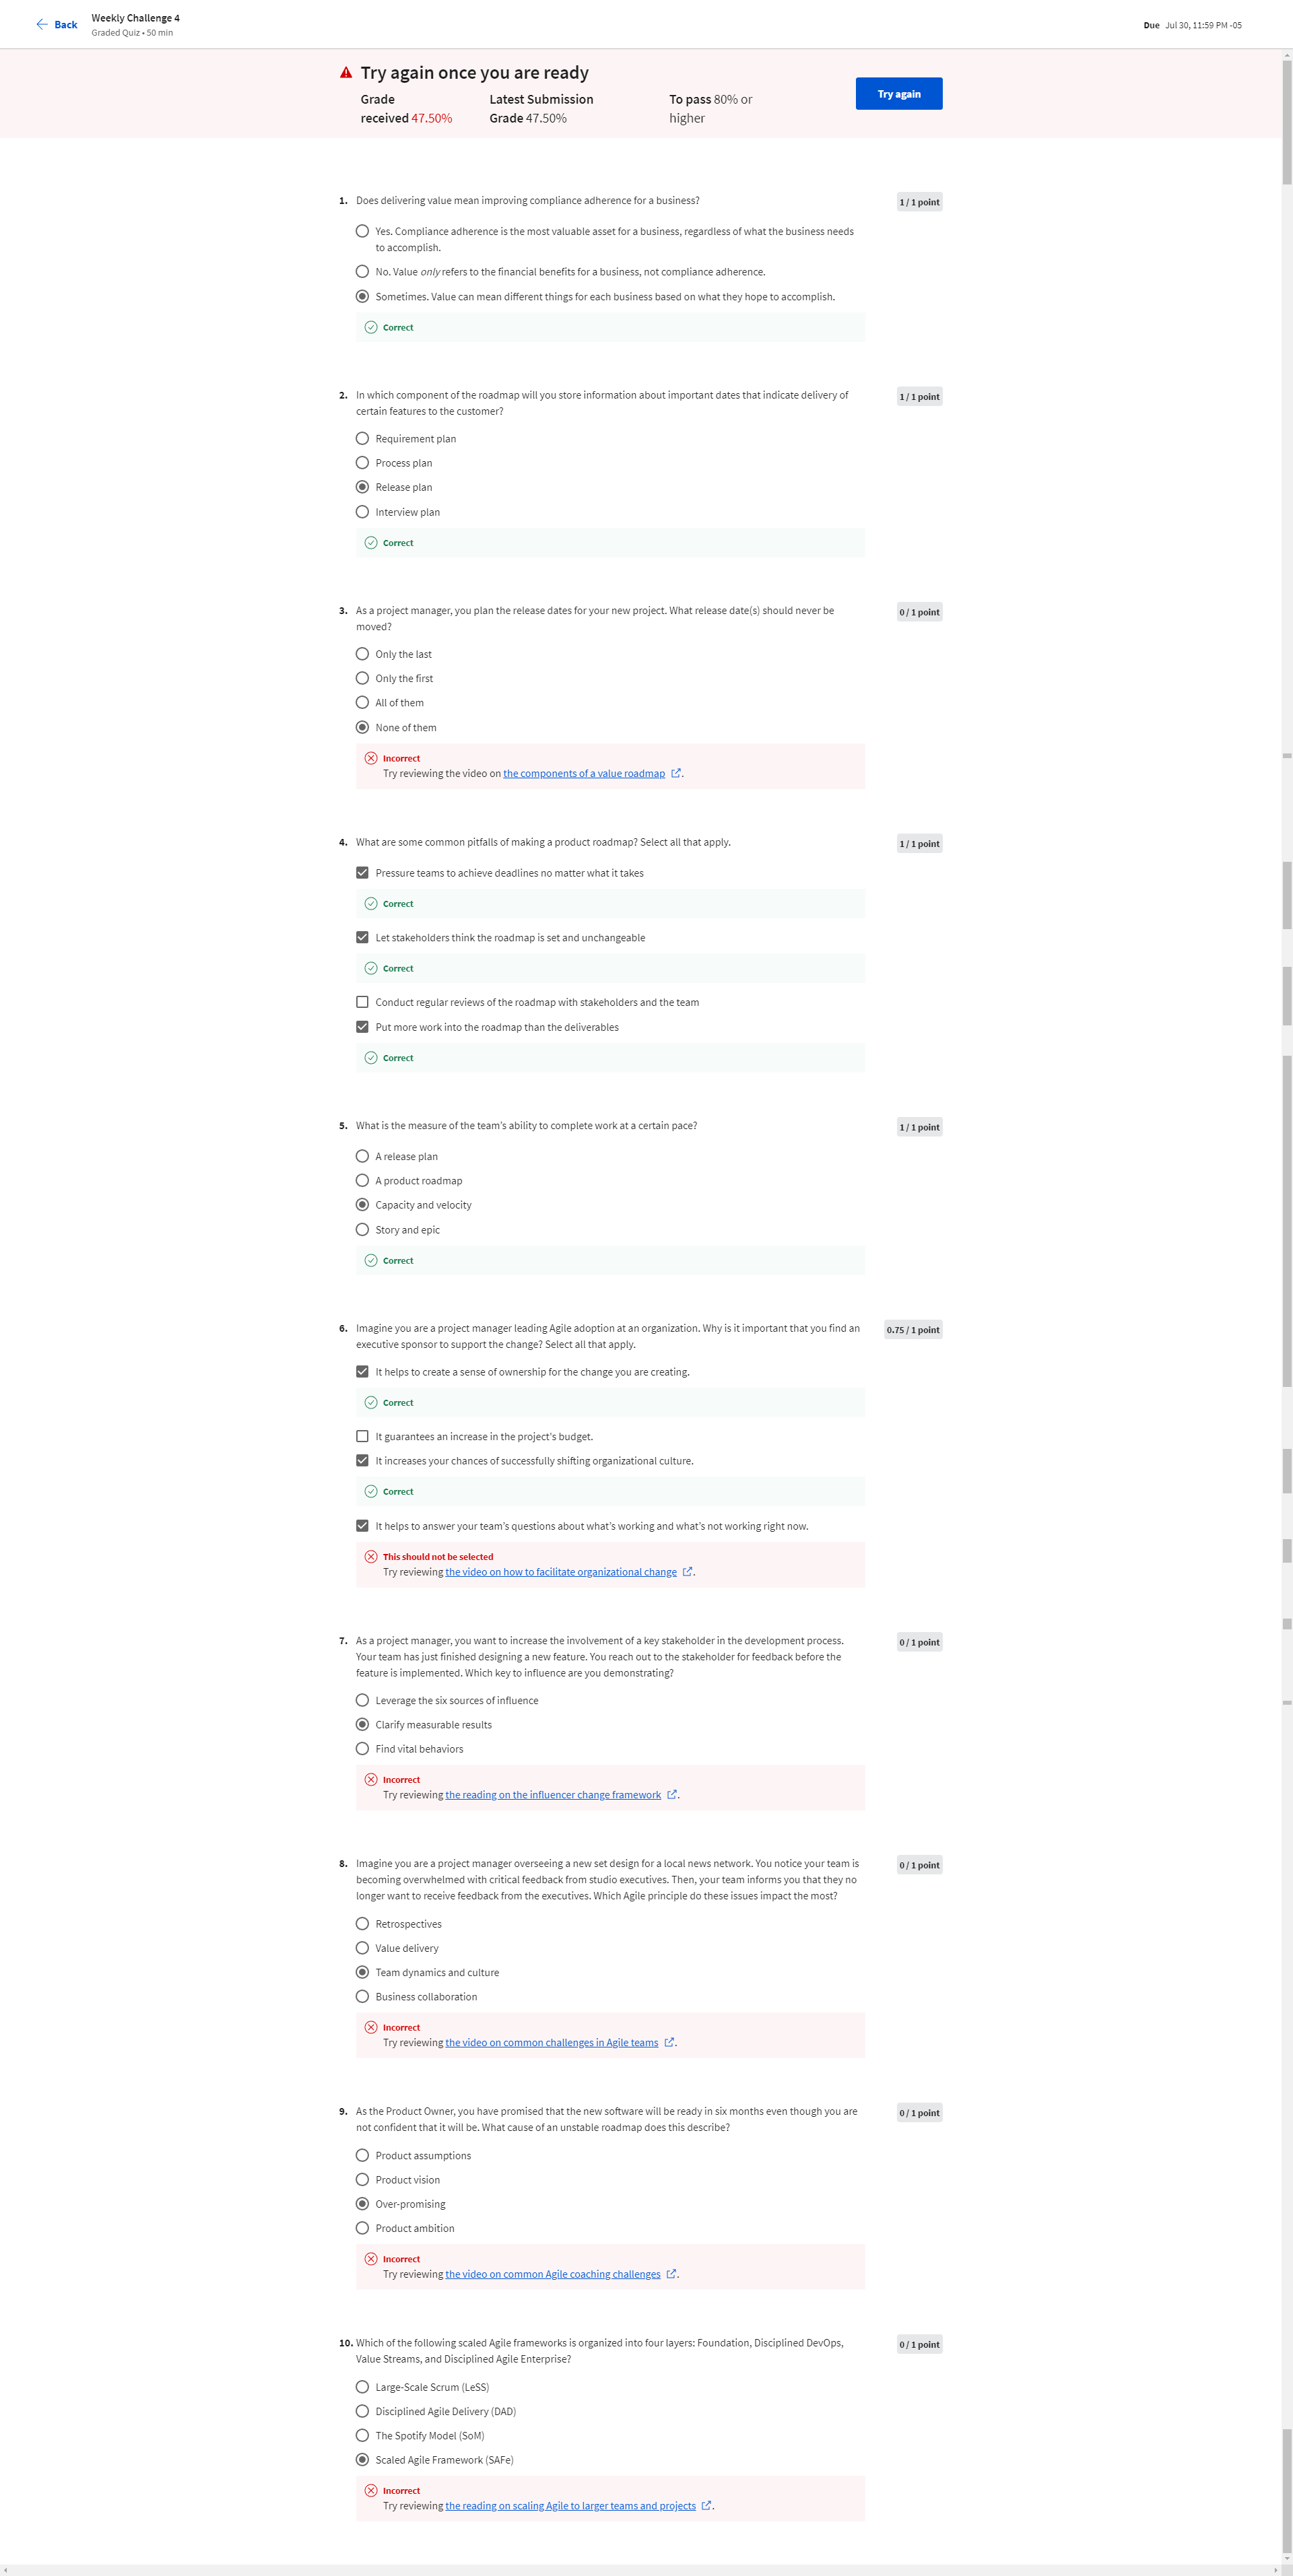 Back
Weekly Challenge 4
Graded Quiz • 50 min
Due Jul 30, 11:59 PM -05
Try again once you are ready
Grade
received 47.50%
Latest Submission
Grade 47.50%
To pass 80% or
higher
Try again
1. Does delivering value mean improving compliance adherence for a business?
1 / 1 point
Yes. Compliance adherence is the most valuable asset for a business, regardless of what the business needs
to accomplish.
No. Value only refers to the financial benefits for a business, not compliance adherence.
Sometimes. Value can mean different things for each business based on what they hope to accomplish.
Correct
2. In which component of the roadmap will you store information about important dates that indicate delivery of
certain features to the customer?
1 / 1 point
Requirement plan
Process plan
Release plan
Interview plan
Correct
3. As a project manager, you plan the release dates for your new project. What release date(s) should never be
moved?
0 / 1 point
Only the last
Only the first
All of them
None of them
Incorrect
Try reviewing the video on the components of a value roadmap.
4. What are some common pitfalls of making a product roadmap? Select all that apply.
1 / 1 point
Pressure teams to achieve deadlines no matter what it takes
Correct
Let stakeholders think the roadmap is set and unchangeable
Correct
Conduct regular reviews of the roadmap with stakeholders and the team
Put more work into the roadmap than the deliverables
Correct
5. What is the measure of the team's ability to complete work at a certain pace?
1 / 1 point
A release plan
A product roadmap
Capacity and velocity
Story and epic
Correct
6. Imagine you are a project manager leading Agile adoption at an organization. Why is it important that you find an
executive sponsor to support the change? Select all that apply.
0.75 / 1 point
It helps to create a sense of ownership for the change you are creating.
Correct
It guarantees an increase in the project's budget.
It increases your chances of successfully shifting organizational culture.
Correct
It helps to answer your team's questions about what's working and what's not working right now.
This should not be selected
Try reviewing the video on how to facilitate organizational change.
7. As a project manager, you want to increase the involvement of a key stakeholder in the development process.
Your team has just finished designing a new feature. You reach out to the stakeholder for feedback before the
feature is implemented. Which key to influence are you demonstrating?
0 / 1 point
Leverage the six sources of influence
Clarify measurable results
Find vital behaviors
Incorrect
Try reviewing the reading on the influencer change framework.
8. Imagine you are a project manager overseeing a new set design for a local news network. You notice your team is
becoming overwhelmed with critical feedback from studio executives. Then, your team informs you that they no
longer want to receive feedback from the executives. Which Agile principle do these issues impact the most?
0 / 1 point
Retrospectives
Value delivery
Team dynamics and culture
Business collaboration
Incorrect
Try reviewing the video on common challenges in Agile teams.
9. As the Product Owner, you have promised that the new software will be ready in six months even though you are
not confident that it will be. What cause of an unstable roadmap does this describe?
0 / 1 point
Product assumptions
Product vision
Over-promising
Product ambition
Incorrect
Try reviewing the video on common Agile coaching challenges.
10. Which of the following scaled Agile frameworks is organized into four layers: Foundation, Disciplined DevOps,
Value Streams, and Disciplined Agile Enterprise?
0 / 1 point
Large-Scale Scrum (LeSS)
Disciplined Agile Delivery (DAD)
The Spotify Model (SoM)
Scaled Agile Framework (SAFe)
Incorrect
Try reviewing the reading on scaling Agile to larger teams and projects.